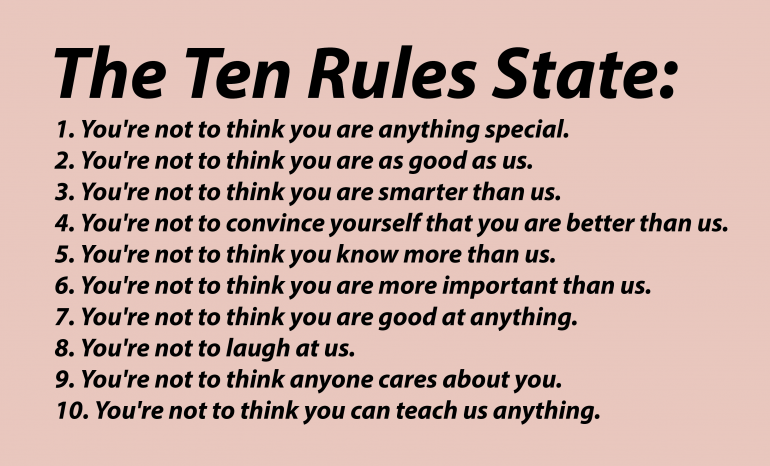 The Ten Rules State:
1. You're not to think you are anything special.
2. You're not to think you are as good as us.
3. You're not to think you are smarter than us.
4. You're not to convince yourself that you are better than us.
5. You're not to think you know more than us.
6. You're not to think you are more important than us.
7. You're not to think you are good at anything.
8. You're not to laugh at us.
9. You're not to think anyone cares about you.
10. You're not to think you can teach us anything.